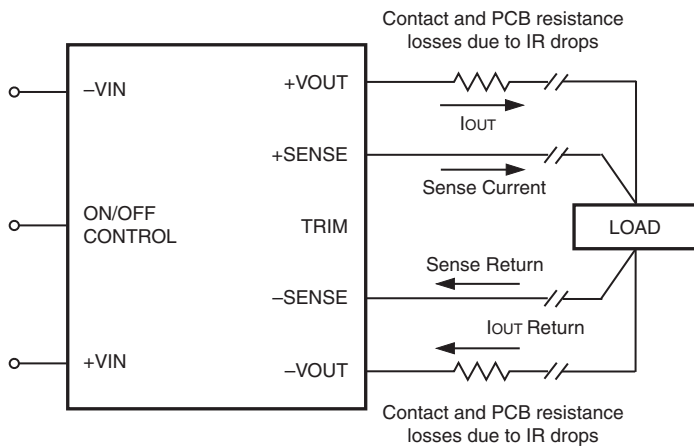 Contact and PCB resistance
losses due to IR drops
–VIN
+VOUT
IOUT
+SENSE
Sense Current
ON/OFF
CONTROL
TRIM
LOAD
Sense Return
–SENSE
IOUT Return
+VIN
–VOUT
Contact and PCB resistance
losses due to IR drops